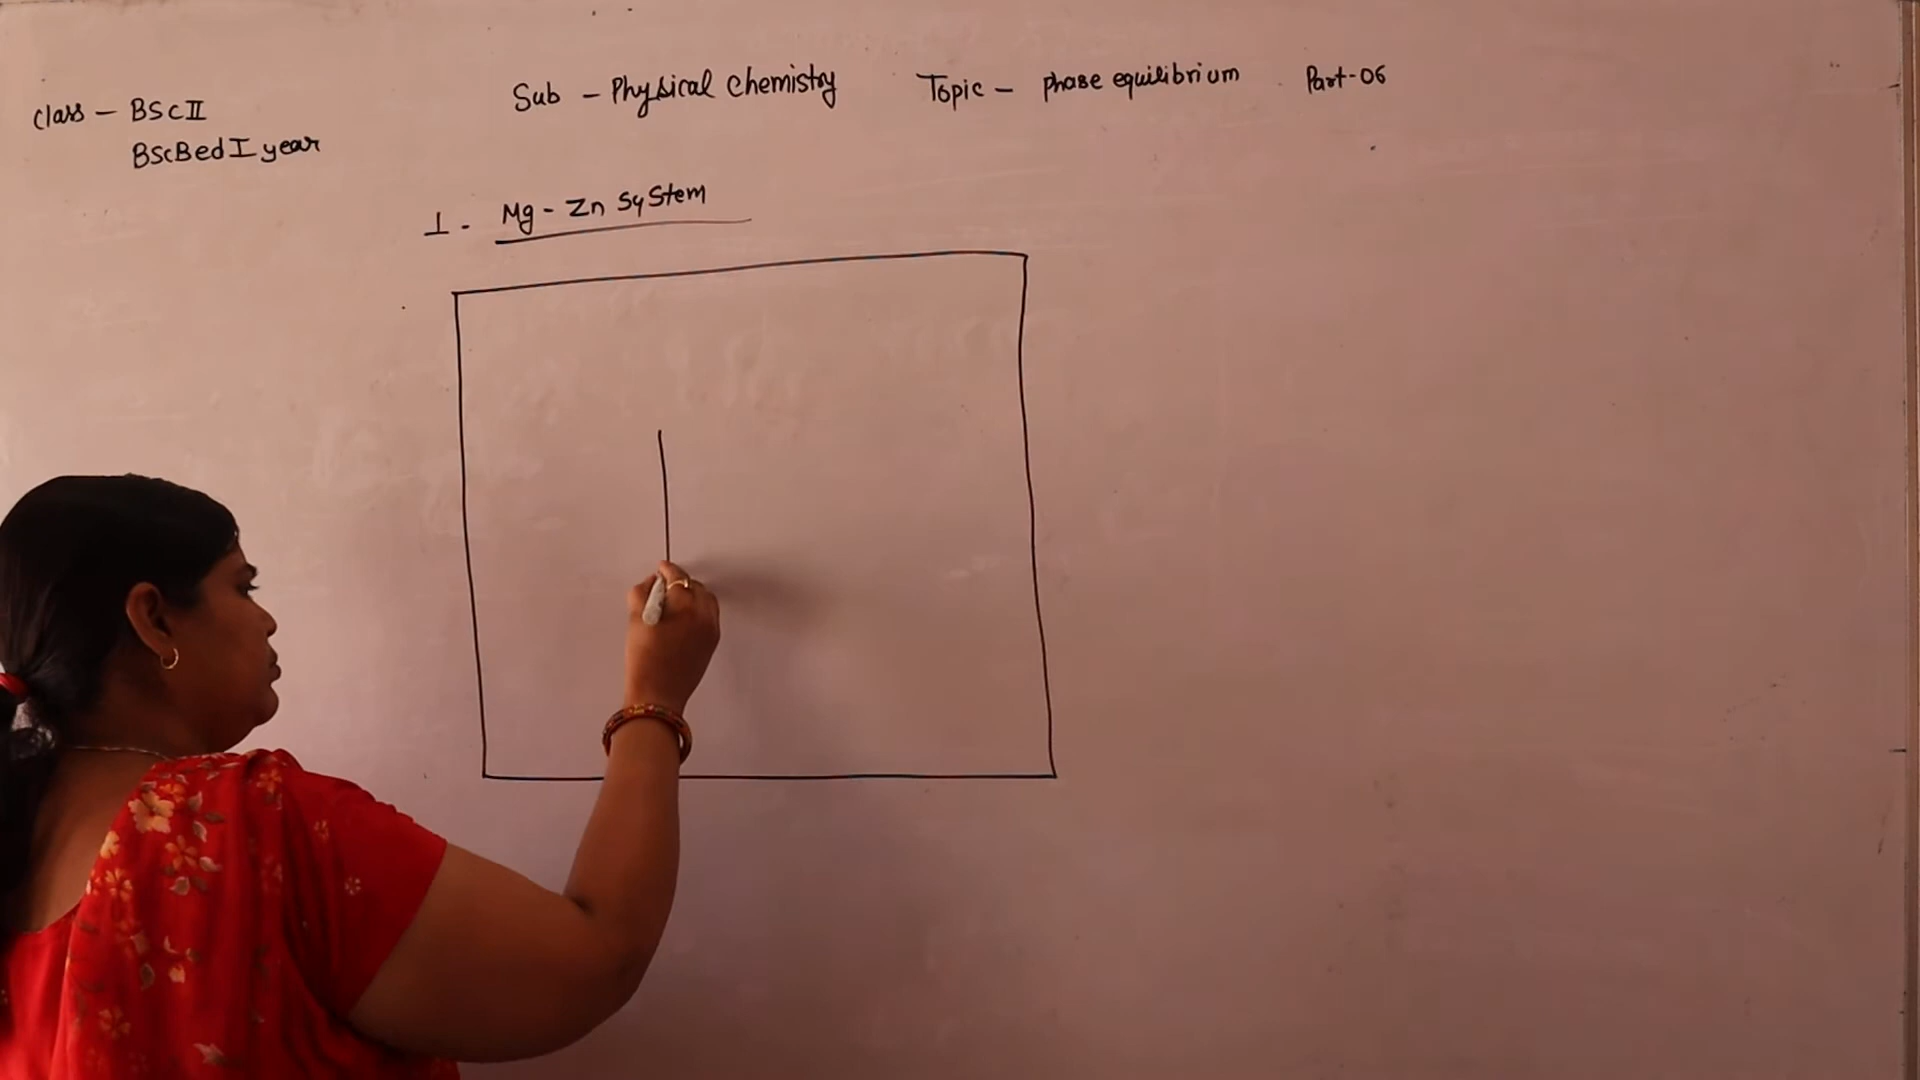 Class - BSc II
BScBed I year
Sub - Physical Chemistry
Topic - phase equilibrium
Part-06
1. Mg-Zn System